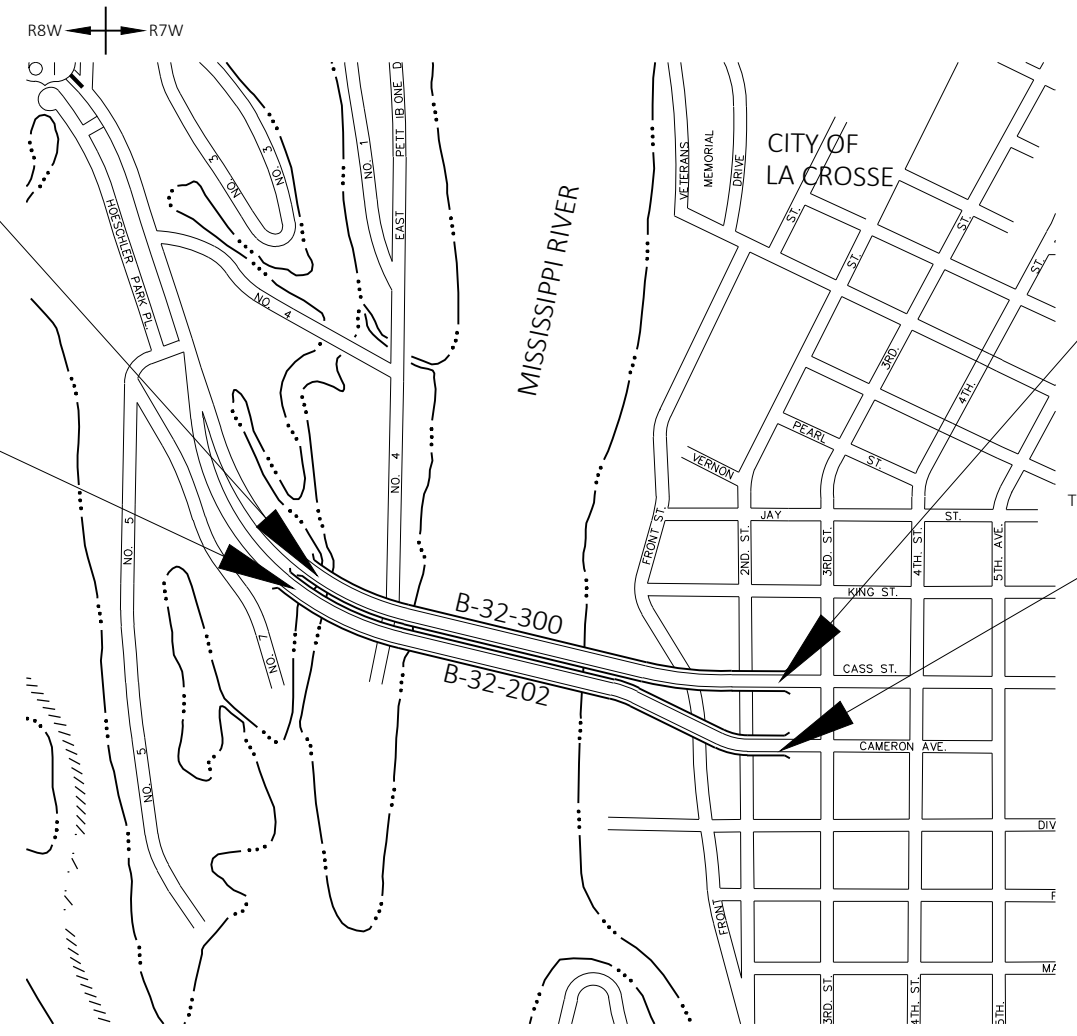 R8W R7W
61
NO. 3
NO. 3
NO. 1
EAST PETTIBONE D
VETERANS
MEMORIAL
DRIVE
CITY OF
LA CROSSE
ST.
ST.
ST.
ST.
HOESCHLER PARK PL.
MISSISSIPPI RIVER
NO. 4
3RD.
4TH.
PEARL ST.
VERNON
NO. 4
NO. 5
T
JAY ST.
FRONT ST.
2ND. ST.
3RD. ST.
4TH. ST.
5TH. AVE.
KING ST.
B-32-300
B-32-202
NO. 7
CASS ST.
CAMERON AVE.
NO. 5
DIV
FRONT
MA
3RD. ST.
4TH. ST.
5TH.